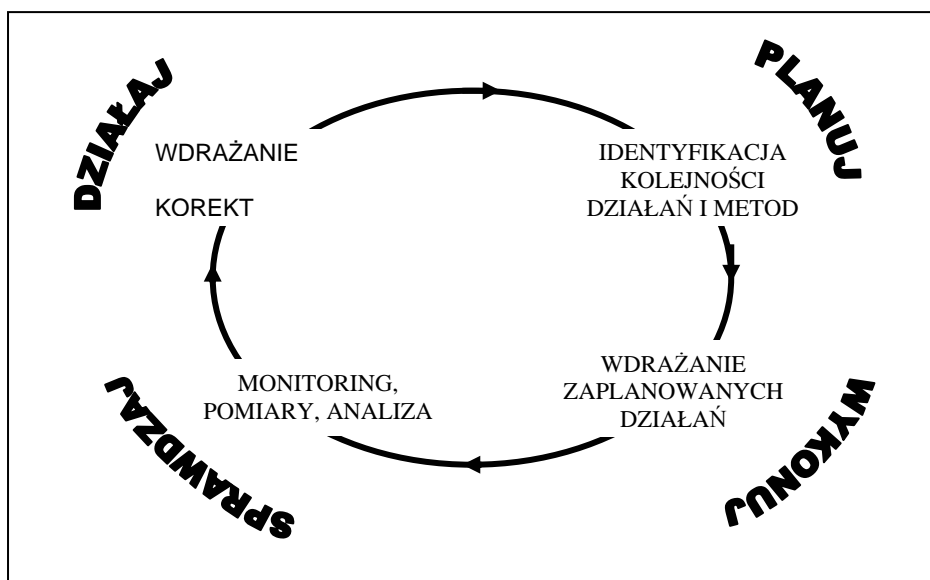 DZIAŁAJ
PLANUJ
WDRAŻANIE
KOREKT
IDENTYFIKACJA
KOLEJNOŚCI
DZIAŁAŃ I METOD
MONITORING,
POMIARY, ANALIZA
WDRAŻANIE
ZAPLANOWANYCH
DZIAŁAŃ
SPRAWDZAJ
WYKONUJ